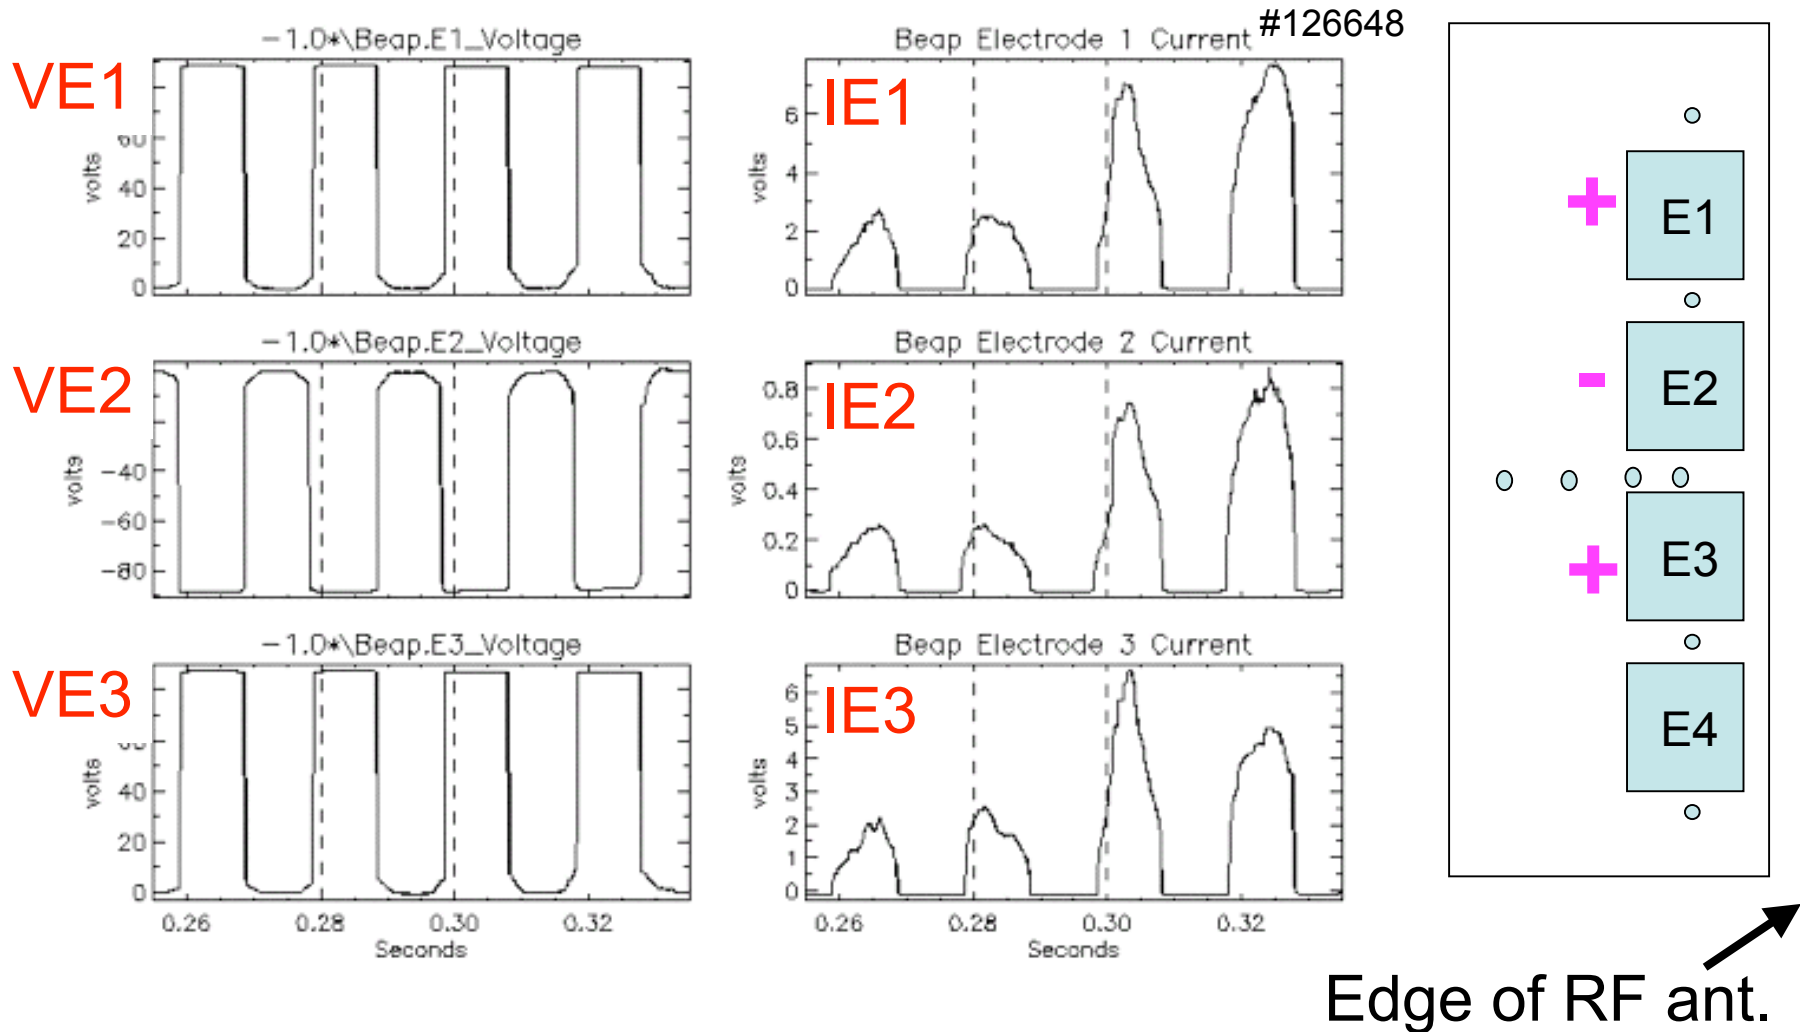 #126648
-1.0*\Beap.E1_Voltage
VE1
volts
40
20
0
Beap Electrode 1 Current
IE1
volts
6
4
2
0
-1.0*\Beap.E2_Voltage
VE2
volts
-40
-60
-80
Beap Electrode 2 Current
IE2
volts
0.8
0.6
0.4
0.2
0
-1.0*\Beap.E3_Voltage
VE3
volts
40
20
0
0.26 0.28 0.30 0.32
Seconds
Beap Electrode 3 Current
IE3
volts
6
5
4
3
2
1
0
0.26 0.28 0.30 0.32
Seconds
+
E1
-
E2
+
E3
E4
Edge of RF ant.